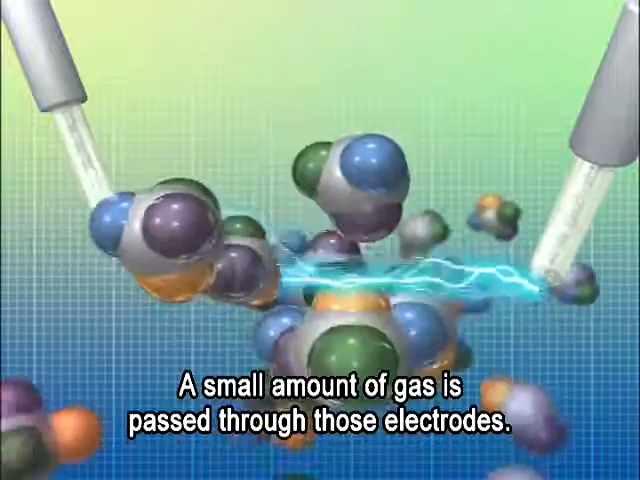 A small amount of gas is
passed through those electrodes.